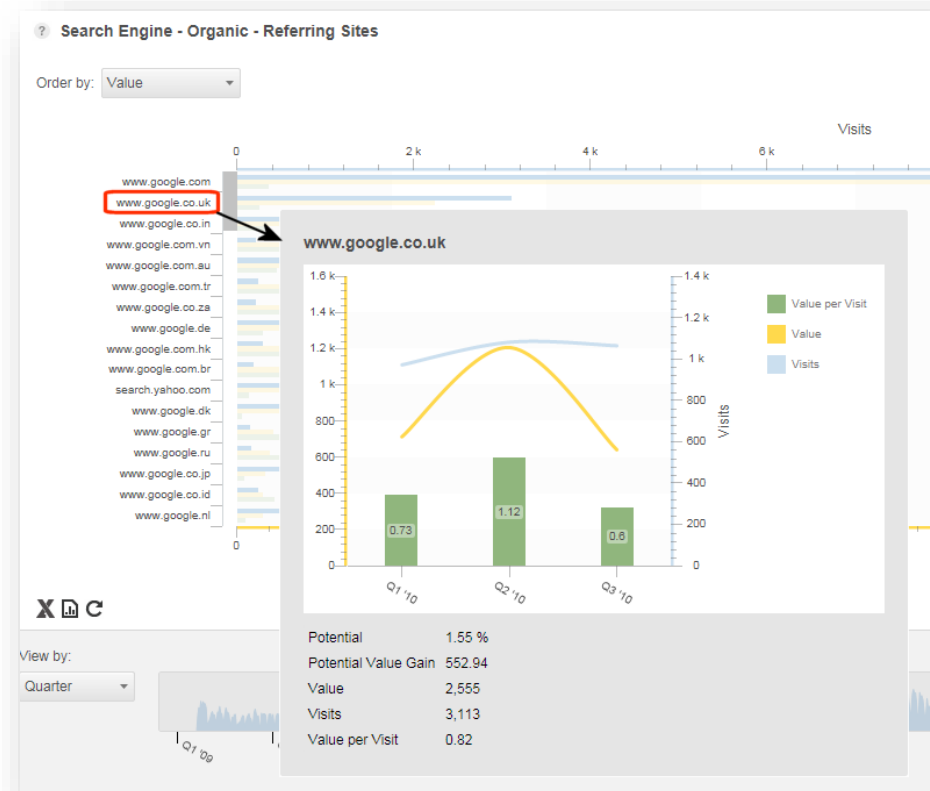 ? Search Engine - Organic - Referring Sites
Order by: Value
Visits
0 2 k 4 k 6 k
www.google.com
www.google.co.uk
www.google.co.in
www.google.com.vn
www.google.com.au
www.google.com.tr
www.google.co.za
www.google.de
www.google.com.hk
www.google.com.br
search.yahoo.com
www.google.dk
www.google.gr
www.google.ru
www.google.co.jp
www.google.co.id
www.google.nl
0
www.google.co.uk
1.6 k 1.4 k
1.4 k 1.2 k
1.2 k 1 k
1 k 800
800 600
600 400
400 200
200 0
0
Visits
Value per Visit
Value
Visits
0.73 1.12 0.6
Q1 '10 Q2 '10 Q3 '10
Potential 1.55 %
Potential Value Gain 552.94
Value 2,555
Visits 3,113
Value per Visit 0.82
X
View by:
Quarter
Q1 '09